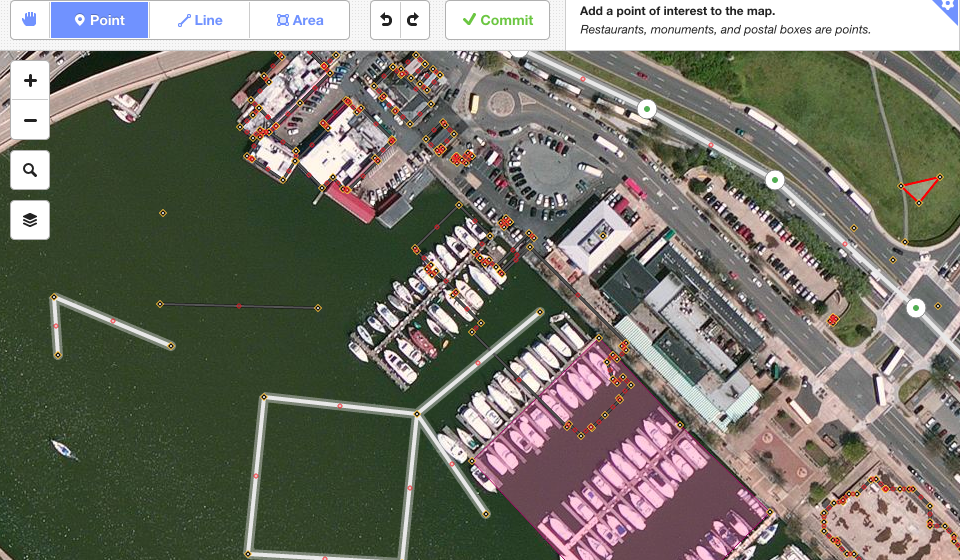 Point
Line
Area
Commit
Add a point of interest to the map.
Restaurants, monuments, and postal boxes are points.